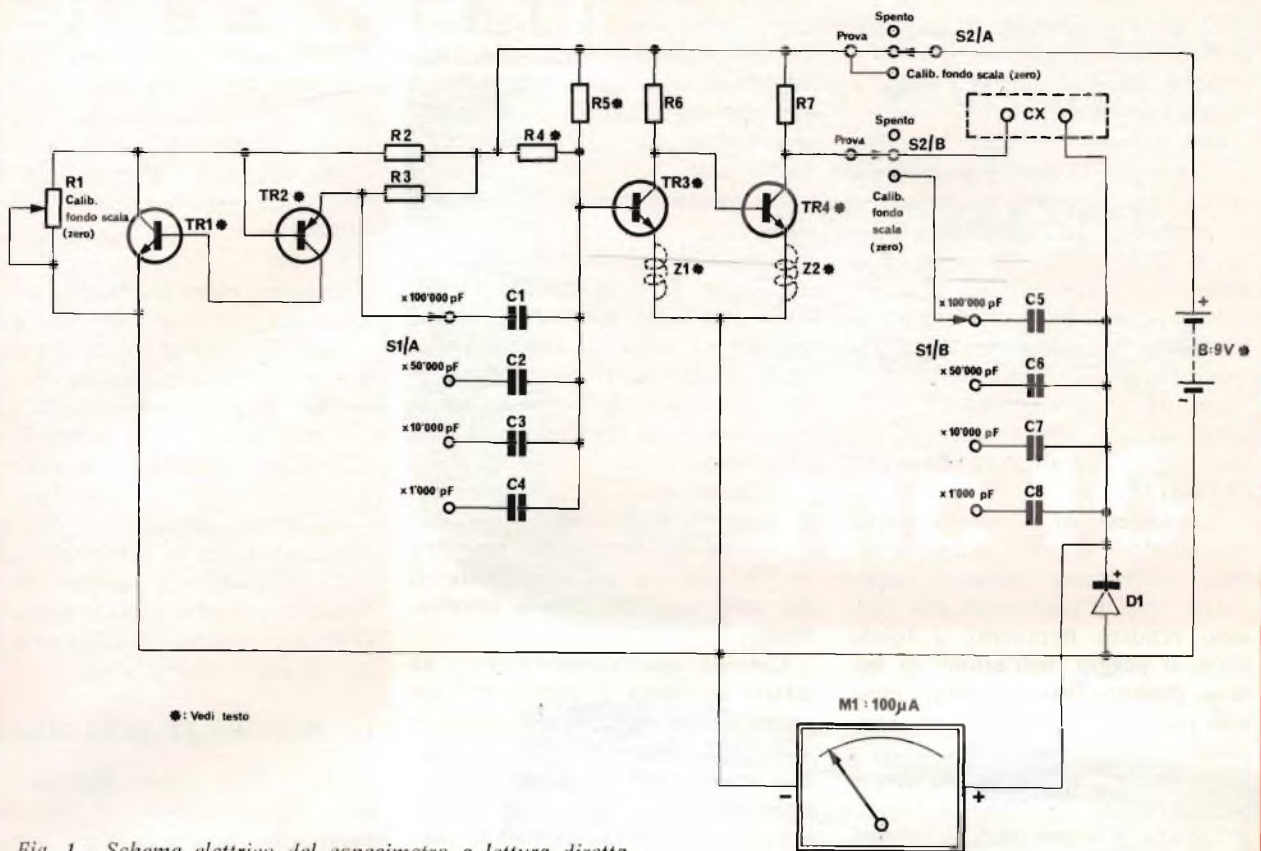 Spento
Prova
S2/A
Calib. fondo scala (zero)
R5✱
R6
R7
CX
R2
R4✱
Spento
Prova
S2/B
R1
Calib.
fondo scala
(zero)
TR1✱
TR2✱
R3
TR3✱
TR4✱
Calib.
fondo
scala
(zero)
Z1✱
Z2✱
x 100'000 pF
C1
x 100'000 pF
C5
+
S1/A
S1/B
B:9V✱
x 50'000 pF
C2
x 50'000 pF
C6
-
x 10'000 pF
C3
x 10'000 pF
C7
x 1'000 pF
C4
x 1'000 pF
C8
+
D1
✱: Vedi testo
M1 : 100µA
-
+
Fig. 1 - Schema elettrico del capacimetro a lettura diretta.